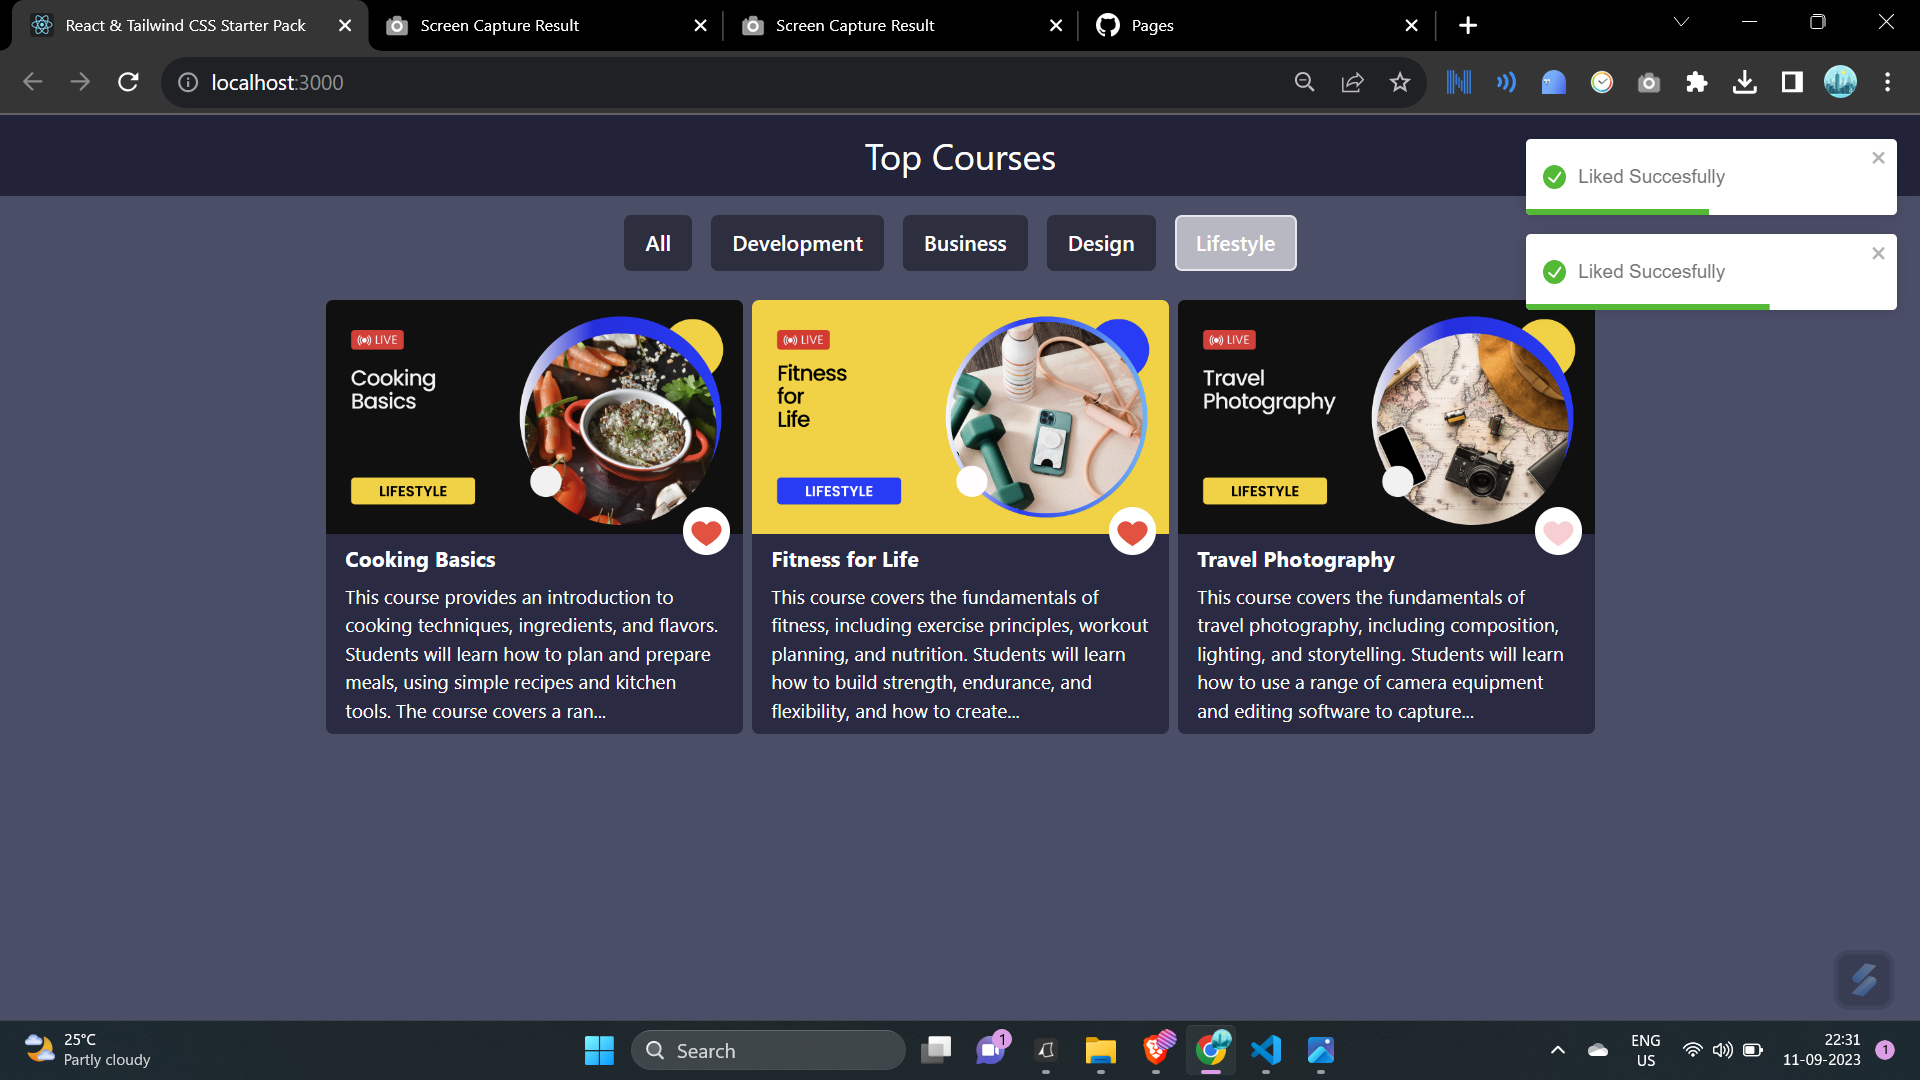 React & Tailwind CSS Starter Pack
Screen Capture Result
Screen Capture Result
Pages
localhost:3000
Top Courses
Liked Succesfully
Liked Succesfully
All
Development
Business
Design
Lifestyle
LIVE
Cooking
Basics
LIFESTYLE
Cooking Basics
This course provides an introduction to
cooking techniques, ingredients, and flavors.
Students will learn how to plan and prepare
meals, using simple recipes and kitchen
tools. The course covers a ran...
LIVE
Fitness
for
Life
LIFESTYLE
Fitness for Life
This course covers the fundamentals of
fitness, including exercise principles, workout
planning, and nutrition. Students will learn
how to build strength, endurance, and
flexibility, and how to create...
LIVE
Travel
Photography
LIFESTYLE
Travel Photography
This course covers the fundamentals of
travel photography, including composition,
lighting, and storytelling. Students will learn
how to use a range of camera equipment
and editing software to capture...
25°C
Partly cloudy
Search
1
ENG
US
22:31
11-09-2023
1